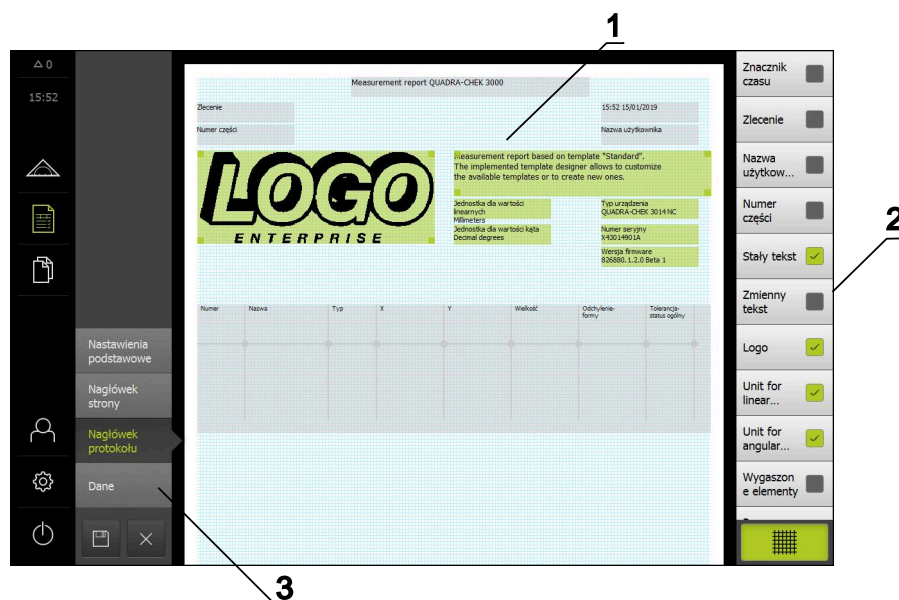 1
△ 0
15:52
Measurement report QUADRA-CHEK 3000
Zlecenie
15:52 15/01/2019
Numer części
Nazwa użytkownika
LOGO
ENTERPRISE
Measurement report based on template "Standard".
The implemented template designer allows to customize
the available templates or to create new ones.
Jednostka dla wartości
linearnych
Millimeters
Jednostka dla wartości kąta
Decimal degrees
Typ urządzenia
QUADRA-CHEK 3014 NC
Numer seryjny
X43014901A
Wersja firmware
826880.1.2.0 Beta 1
Numer Nazwa Typ X Y Wielkość Odchylenie- Tolerancja-
formy status ogólny
Nastawienia
podstawowe
Nagłówek
strony
Nagłówek
protokołu
Dane
Znacznik
czasu
Zlecenie
Nazwa
użytkow...
Numer
części
Stały tekst
Zmienny
tekst
Logo
Unit for
linear...
Unit for
angular...
Wygaszon
e elementy
2
3